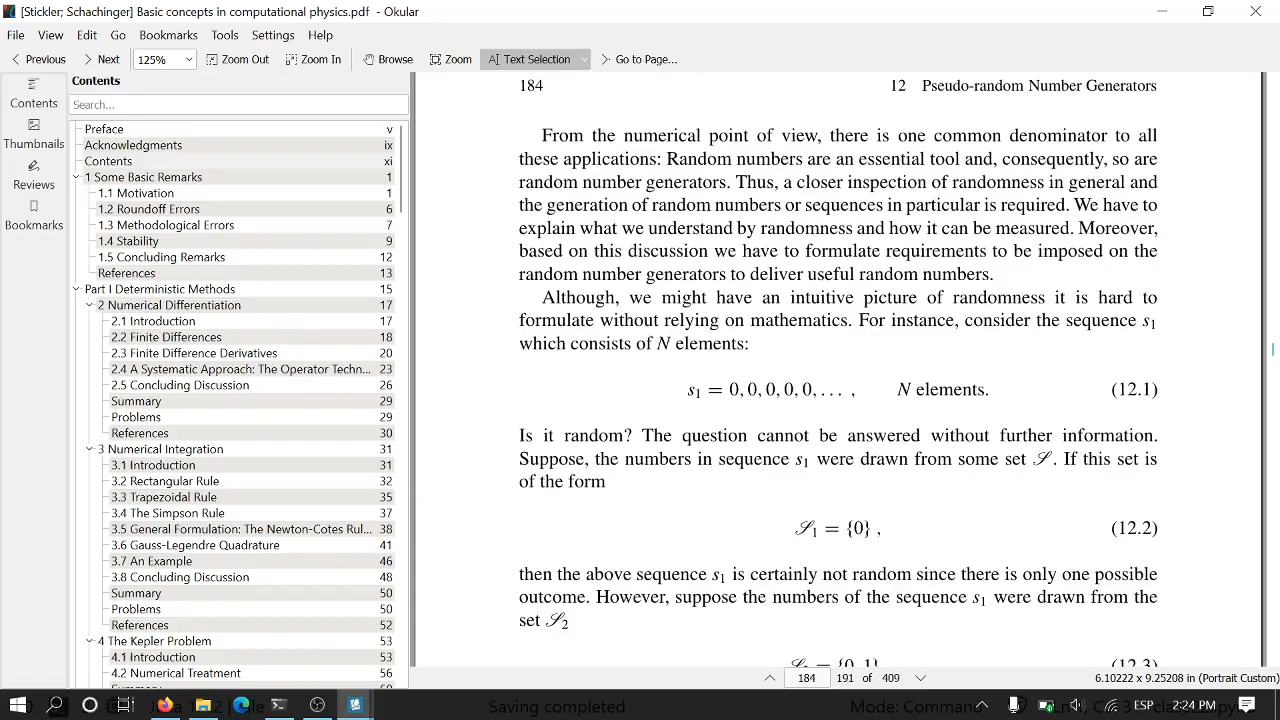 [Stickler; Schachinger] Basic concepts in computational physics.pdf - Okular
File View Edit Go Bookmarks Tools Settings Help
Previous Next 125% Zoom Out Zoom In Browse Zoom Text Selection Go to Page...
Contents
Thumbnails
Reviews
Bookmarks
Contents
Search...
Preface v
Acknowledgments ix
Contents xi
1 Some Basic Remarks 1
1.1 Motivation 1
1.2 Roundoff Errors 6
1.3 Methodological Errors 7
1.4 Stability 9
1.5 Concluding Remarks 12
References 13
Part I Deterministic Methods 15
2 Numerical Differentiation 17
2.1 Introduction 17
2.2 Finite Differences 18
2.3 Finite Difference Derivatives 20
2.4 A Systematic Approach: The Operator Techn... 23
2.5 Concluding Discussion 26
Summary 29
Problems 29
References 30
3 Numerical Integration 31
3.1 Introduction 31
3.2 Rectangular Rule 32
3.3 Trapezoidal Rule 35
3.4 The Simpson Rule 37
3.5 General Formulation: The Newton-Cotes Rul... 38
3.6 Gauss-Legendre Quadrature 41
3.7 An Example 46
3.8 Concluding Discussion 48
Summary 50
Problems 50
References 52
4 The Kepler Problem 53
4.1 Introduction 53
4.2 Numerical Treatment 56
184 12 Pseudo-random Number Generators
From the numerical point of view, there is one common denominator to all
these applications: Random numbers are an essential tool and, consequently, so are
random number generators. Thus, a closer inspection of randomness in general and
the generation of random numbers or sequences in particular is required. We have to
explain what we understand by randomness and how it can be measured. Moreover,
based on this discussion we have to formulate requirements to be imposed on the
random number generators to deliver useful random numbers.
Although, we might have an intuitive picture of randomness it is hard to
formulate without relying on mathematics. For instance, consider the sequence s₁
which consists of N elements:
s₁ = 0, 0, 0, 0, 0, . . . , N elements. (12.1)
Is it random? The question cannot be answered without further information.
Suppose, the numbers in sequence s₁ were drawn from some set 𝒮. If this set is
of the form
𝒮₁ = {0} , (12.2)
then the above sequence s₁ is certainly not random since there is only one possible
outcome. However, suppose the numbers of the sequence s₁ were drawn from the
set 𝒮₂
184 191 of 409 6.10222 x 9.25208 in (Portrait Custom)
Saving completed Mode: Command
ESP 2:24 PM